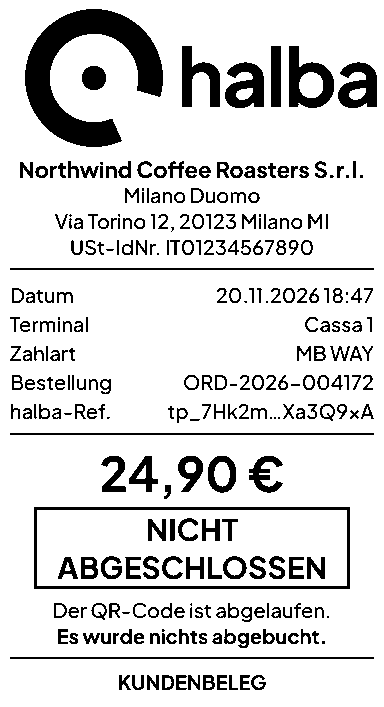 halba
Northwind Coffee Roasters S.r.l.
Milano Duomo
Via Torino 12, 20123 Milano MI
USt-IdNr. IT01234567890
Datum 20.11.2026 18:47
Terminal Cassa 1
Zahlart MB WAY
Bestellung ORD-2026-004172
halba-Ref. tp_7Hk2m…Xa3Q9xA
24,90 €
NICHT
ABGESCHLOSSEN
Der QR-Code ist abgelaufen.
Es wurde nichts abgebucht.
KUNDENBELEG